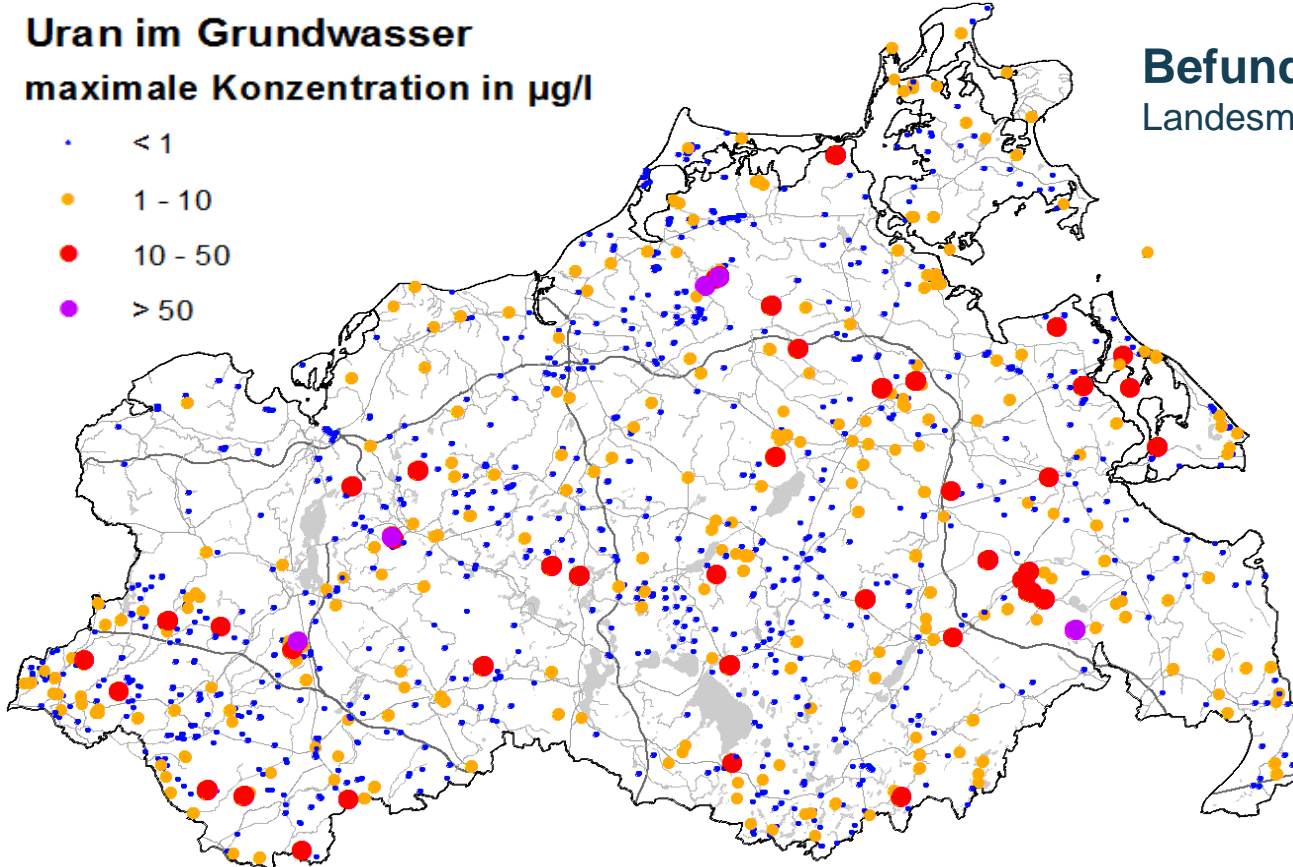 Uran im Grundwasser
maximale Konzentration in µg/l
< 1
1 - 10
10 - 50
> 50
Befund
Landesm